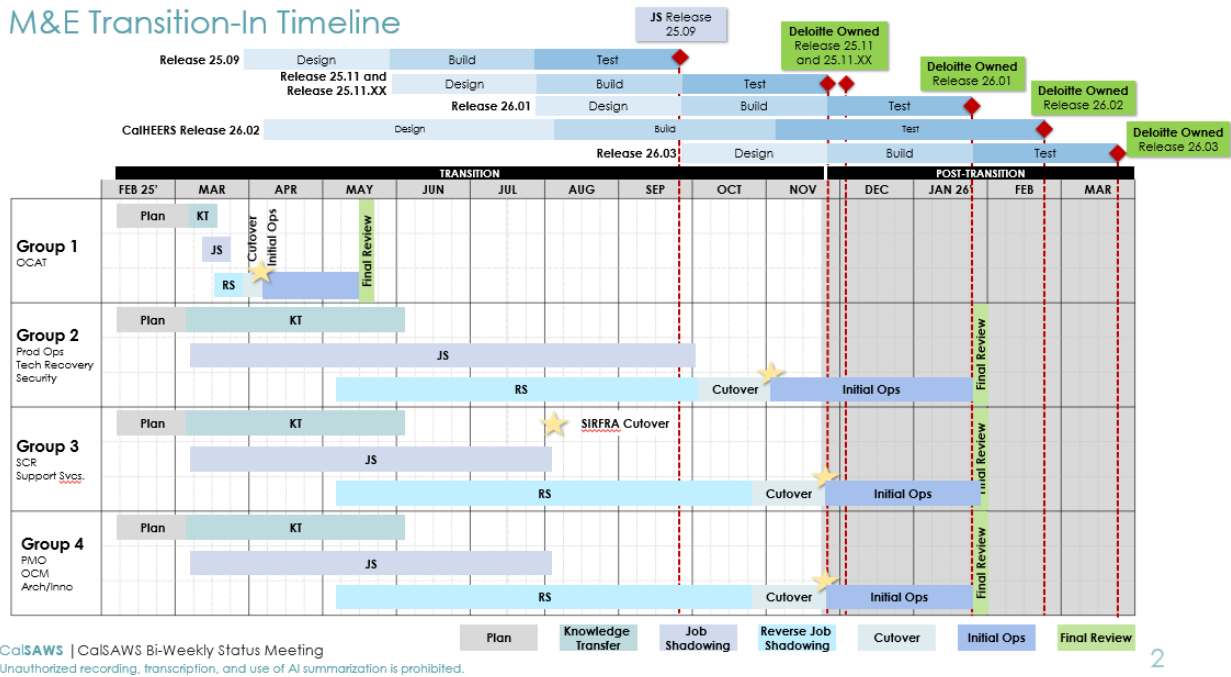 M&E Transition-In Timeline
JS Release
25.09
Deloitte Owned
Release 25.11
and 25.11.XX
Deloitte Owned
Release 26.01
Deloitte Owned
Release 26.02
Deloitte Owned
Release 26.03
Release 25.09 Design Build Test
Release 25.11 and
Release 25.11.XX
Design Build Test
Release 26.01 Design Build Test
CalHEERS Release 26.02 Design Build Test
Release 26.03 Design Build Test
TRANSITION POST-TRANSITION
FEB 25' MAR APR MAY JUN JUL AUG SEP OCT NOV DEC JAN 26' FEB MAR
Group 1
OCAT
Plan KT
JS
RS
Cutover
Initial Ops
Final Review
Group 2
Prod Ops
Tech Recovery
Security
Plan KT
JS
RS Cutover Initial Ops
Final Review
Group 3
SCR
Support Svcs.
Plan KT
SIRFRA Cutover
JS
RS Cutover Initial Ops
Final Review
Group 4
PMO
OCM
Arch/Inno
Plan KT
JS
RS Cutover Initial Ops
Final Review
Plan
Knowledge
Transfer
Job
Shadowing
Reverse Job
Shadowing
Cutover
Initial Ops
Final Review
CalSAWS | CalSAWS Bi-Weekly Status Meeting
Unauthorized recording, transcription, and use of AI summarization is prohibited.
2